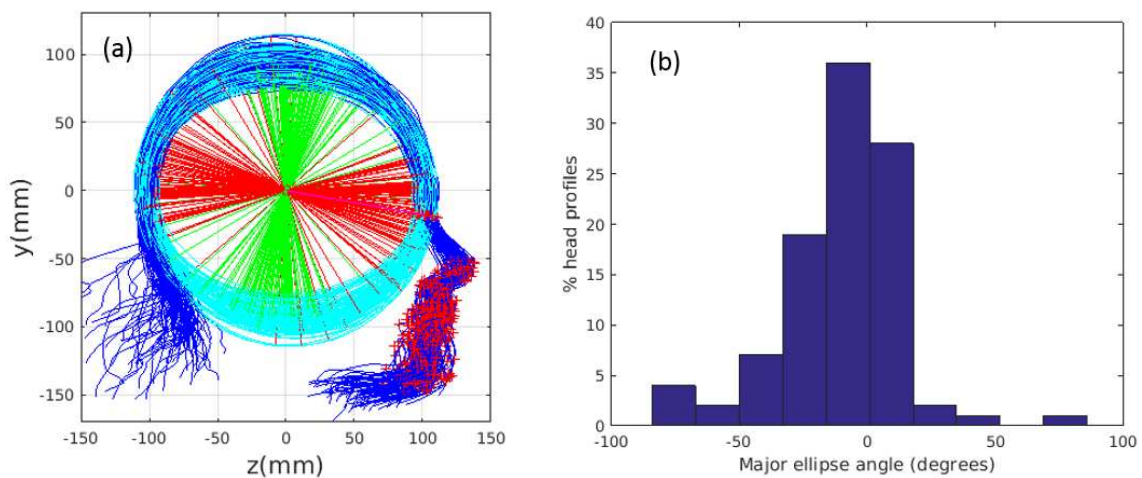 (a)
100
50
0
-50
-100
-150
y(mm)
-150 -100 -50 0 50 100 150
z(mm)
(b)
40
35
30
25
20
15
10
5
0
% head profiles
-100 -50 0 50 100
Major ellipse angle (degrees)